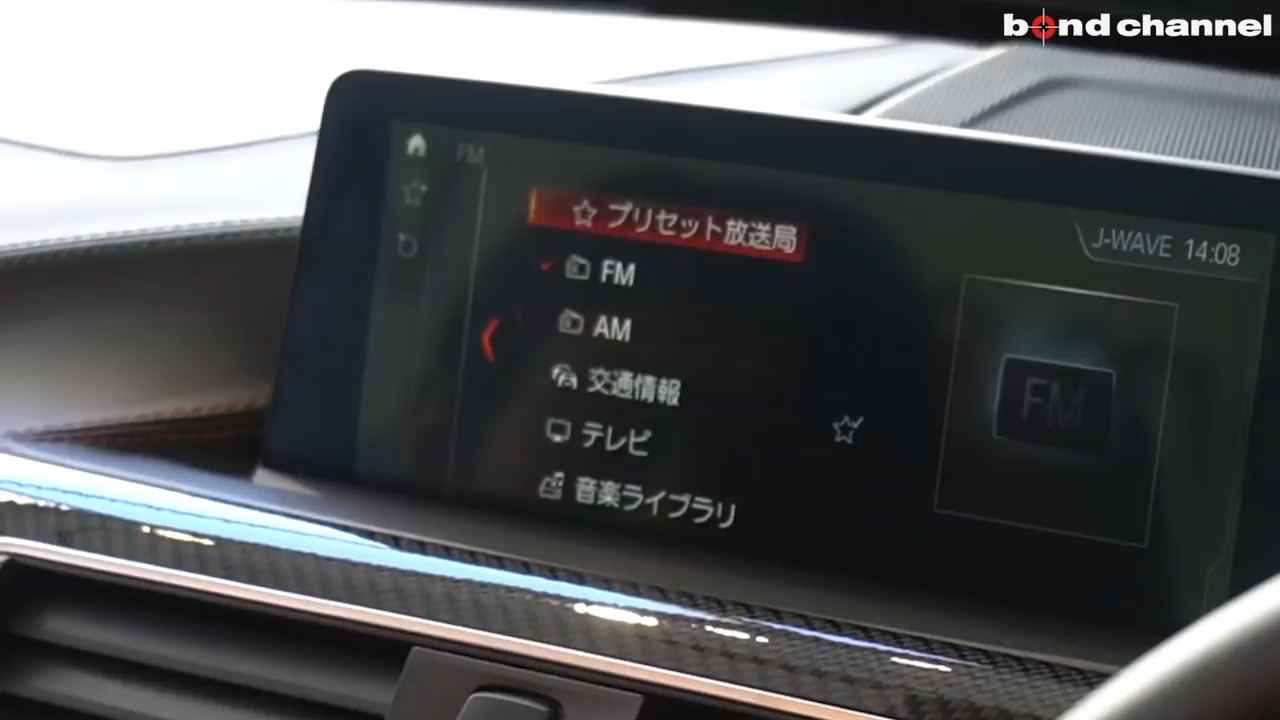 bond channel
FM
J-WAVE 14:08
プリセット放送局
FM
AM
交通情報
テレビ
音楽ライブラリ
FM